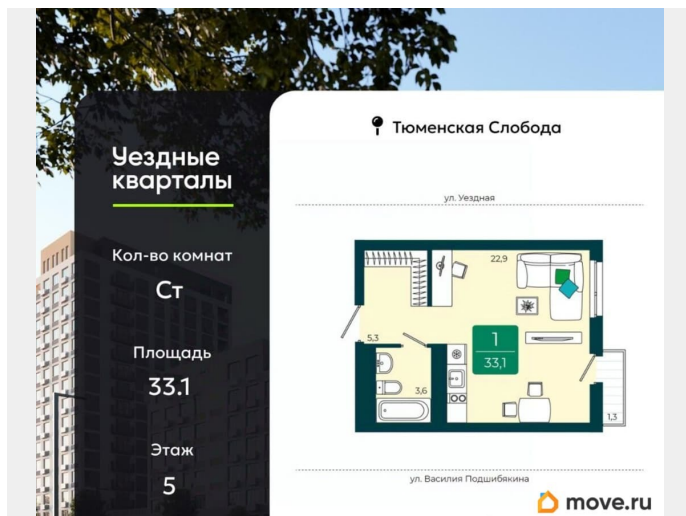 Тюменская Слобода
Уездные
кварталы
Кол-во комнат
Ст
Площадь
33.1
Этаж
5
ул. Уездная
22,9
5,3
1
33,1
3,6
1,3
ул. Василия Подшибякина
move.ru